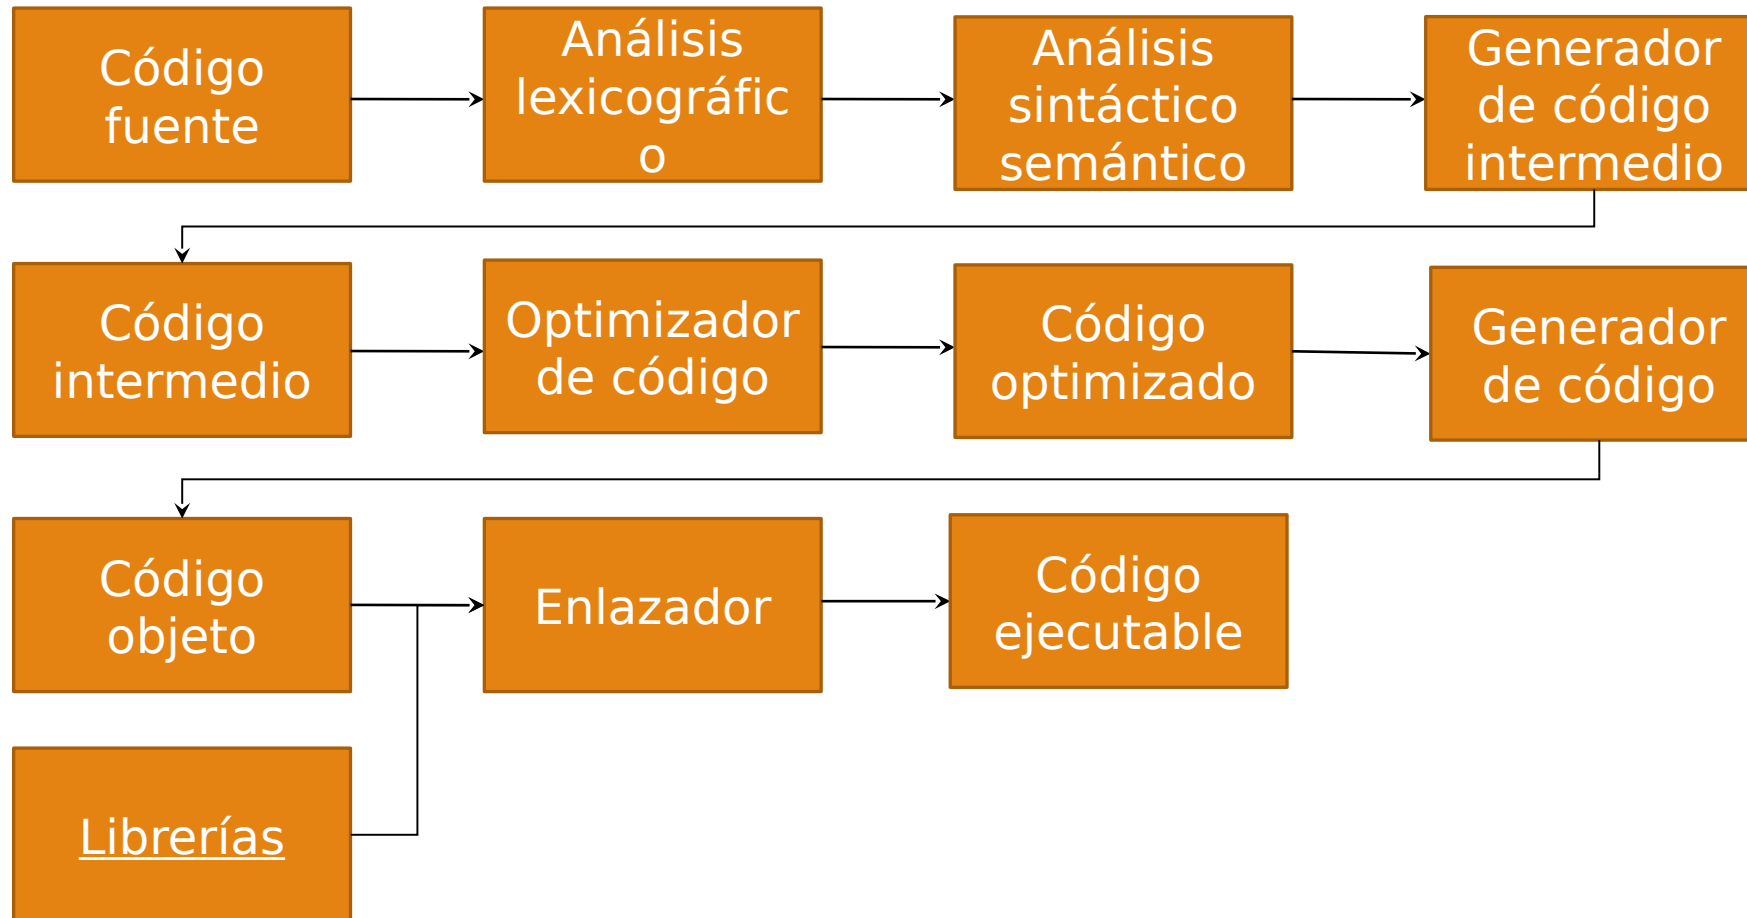 Código
fuente
Análisis
lexicográfic
o
Análisis
sintáctico
semántico
Generador
de código
intermedio
Código
intermedio
Optimizador
de código
Código
optimizado
Generador
de código
Código
objeto
Enlazador
Código
ejecutable
Librerías